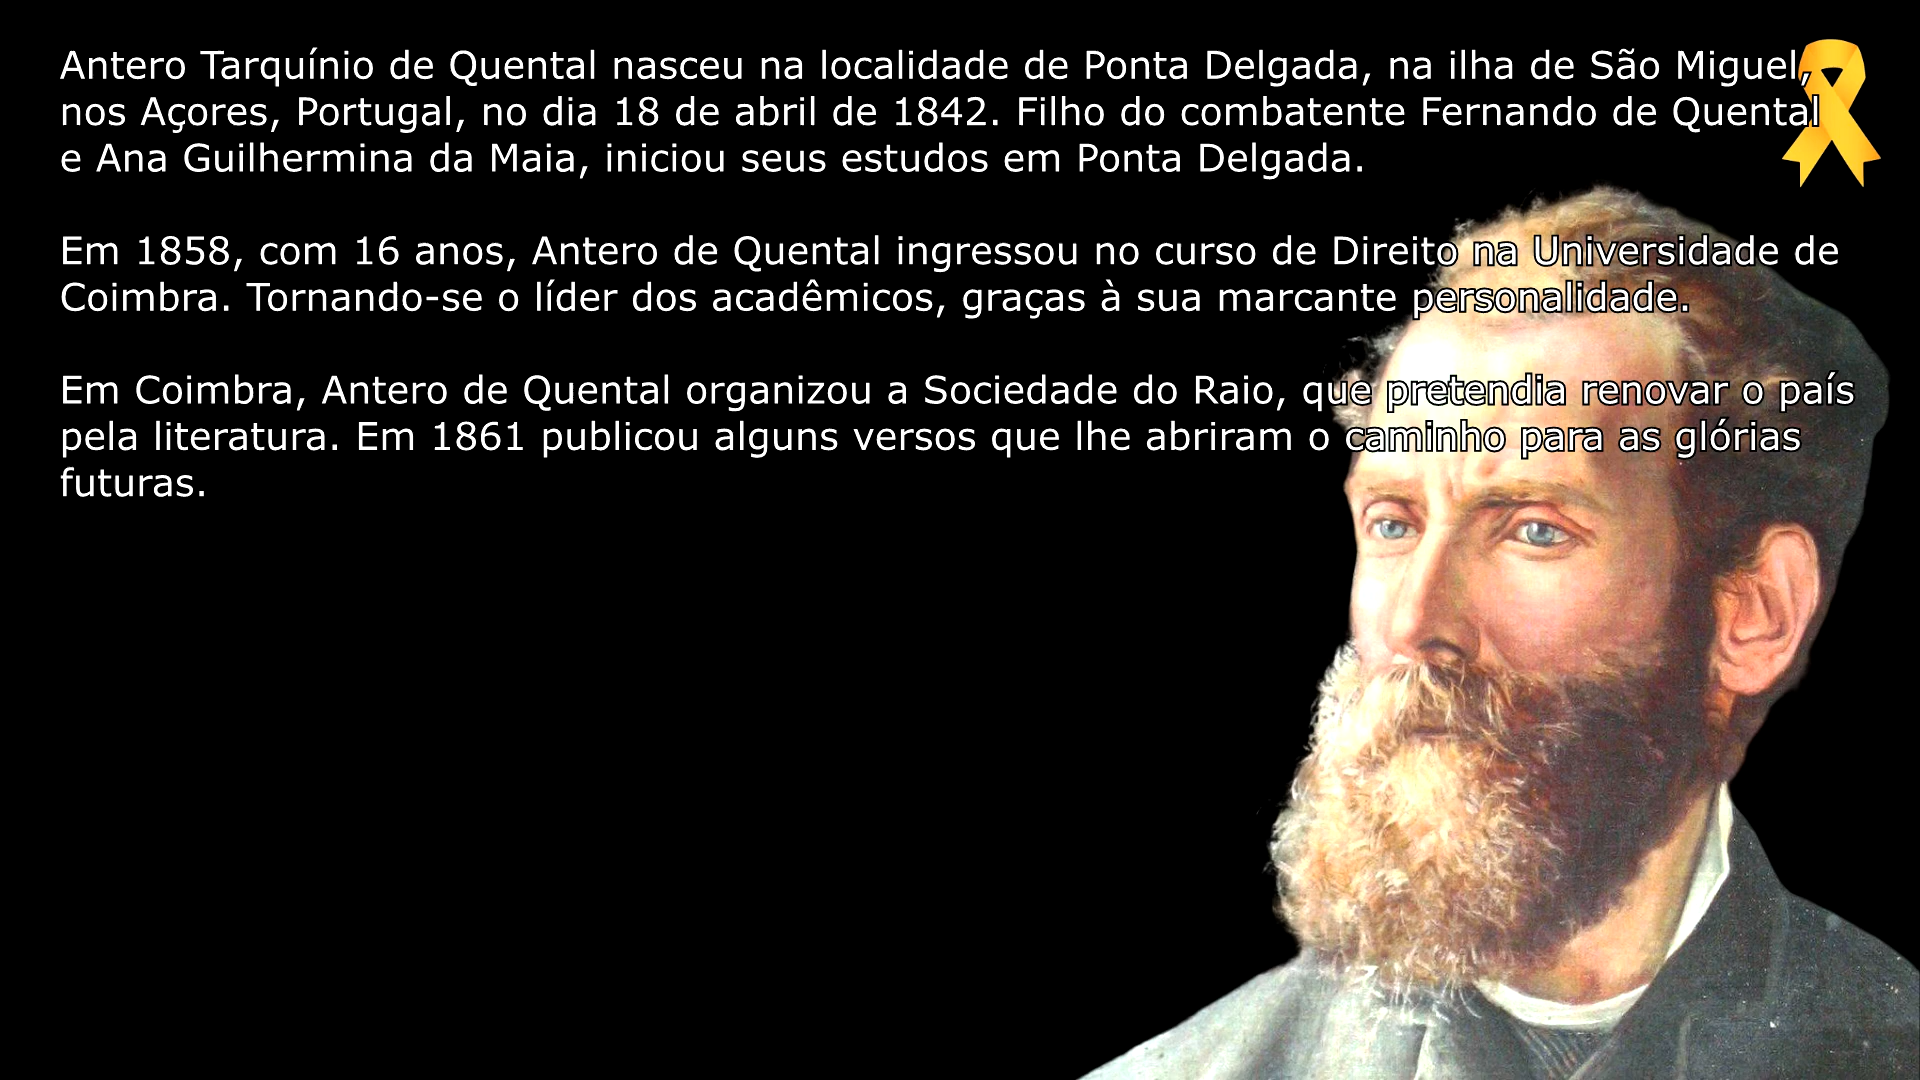 Antero Tarquínio de Quental nasceu na localidade de Ponta Delgada, na ilha de São Miguel,
nos Açores, Portugal, no dia 18 de abril de 1842. Filho do combatente Fernando de Quental
e Ana Guilhermina da Maia, iniciou seus estudos em Ponta Delgada.
Em 1858, com 16 anos, Antero de Quental ingressou no curso de Direito na Universidade de
Coimbra. Tornando-se o líder dos acadêmicos, graças à sua marcante personalidade.
Em Coimbra, Antero de Quental organizou a Sociedade do Raio, que pretendia renovar o país
pela literatura. Em 1861 publicou alguns versos que lhe abriram o caminho para as glórias
futuras.